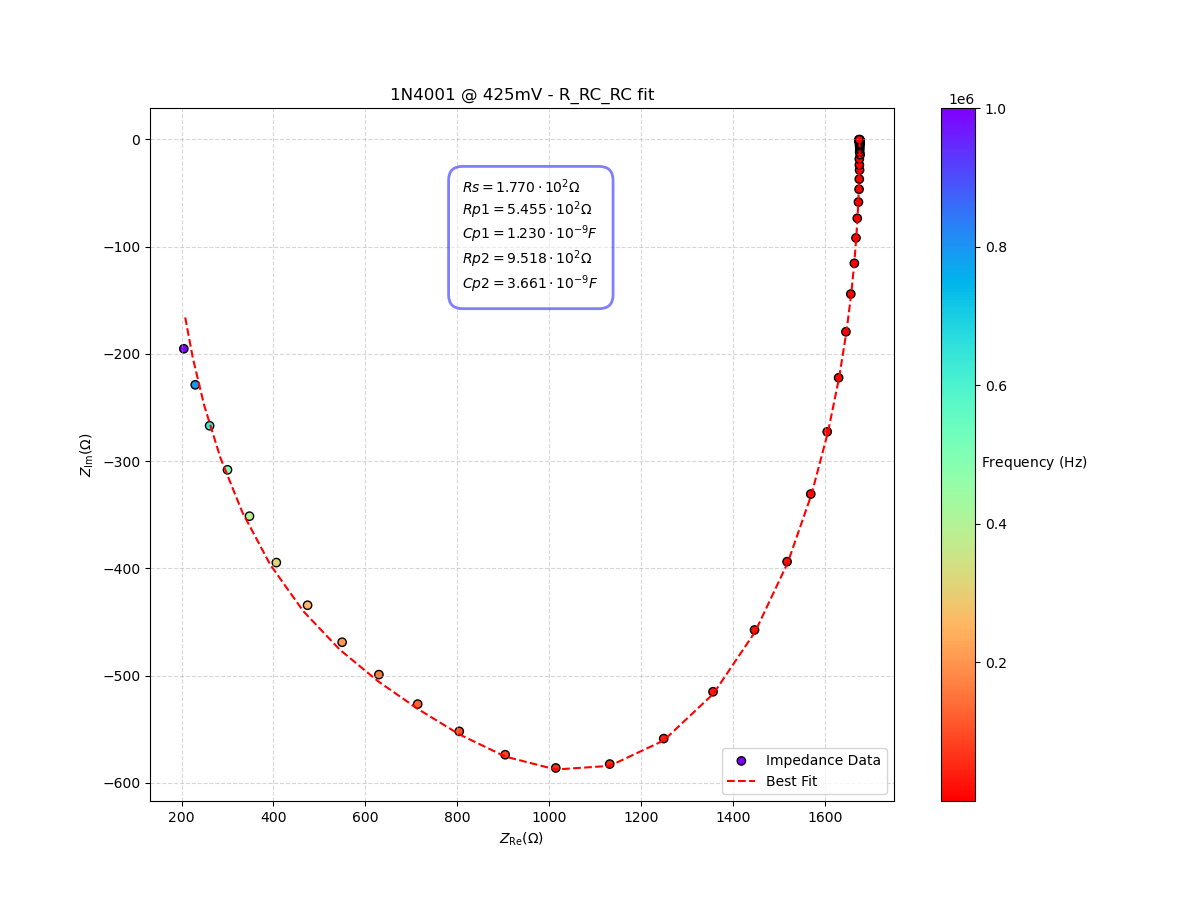 1N4001 @ 425mV - R_RC_RC fit
1e6
1.0
0.8
0.6
0.4
0.2
Frequency (Hz)
0
−100
−200
−300
−400
−500
−600
Z_Im(Ω)
Rs = 1.770 · 10²Ω
Rp1 = 5.455 · 10²Ω
Cp1 = 1.230 · 10⁻⁹F
Rp2 = 9.518 · 10²Ω
Cp2 = 3.661 · 10⁻⁹F
Impedance Data
Best Fit
200 400 600 800 1000 1200 1400 1600
Z_Re(Ω)